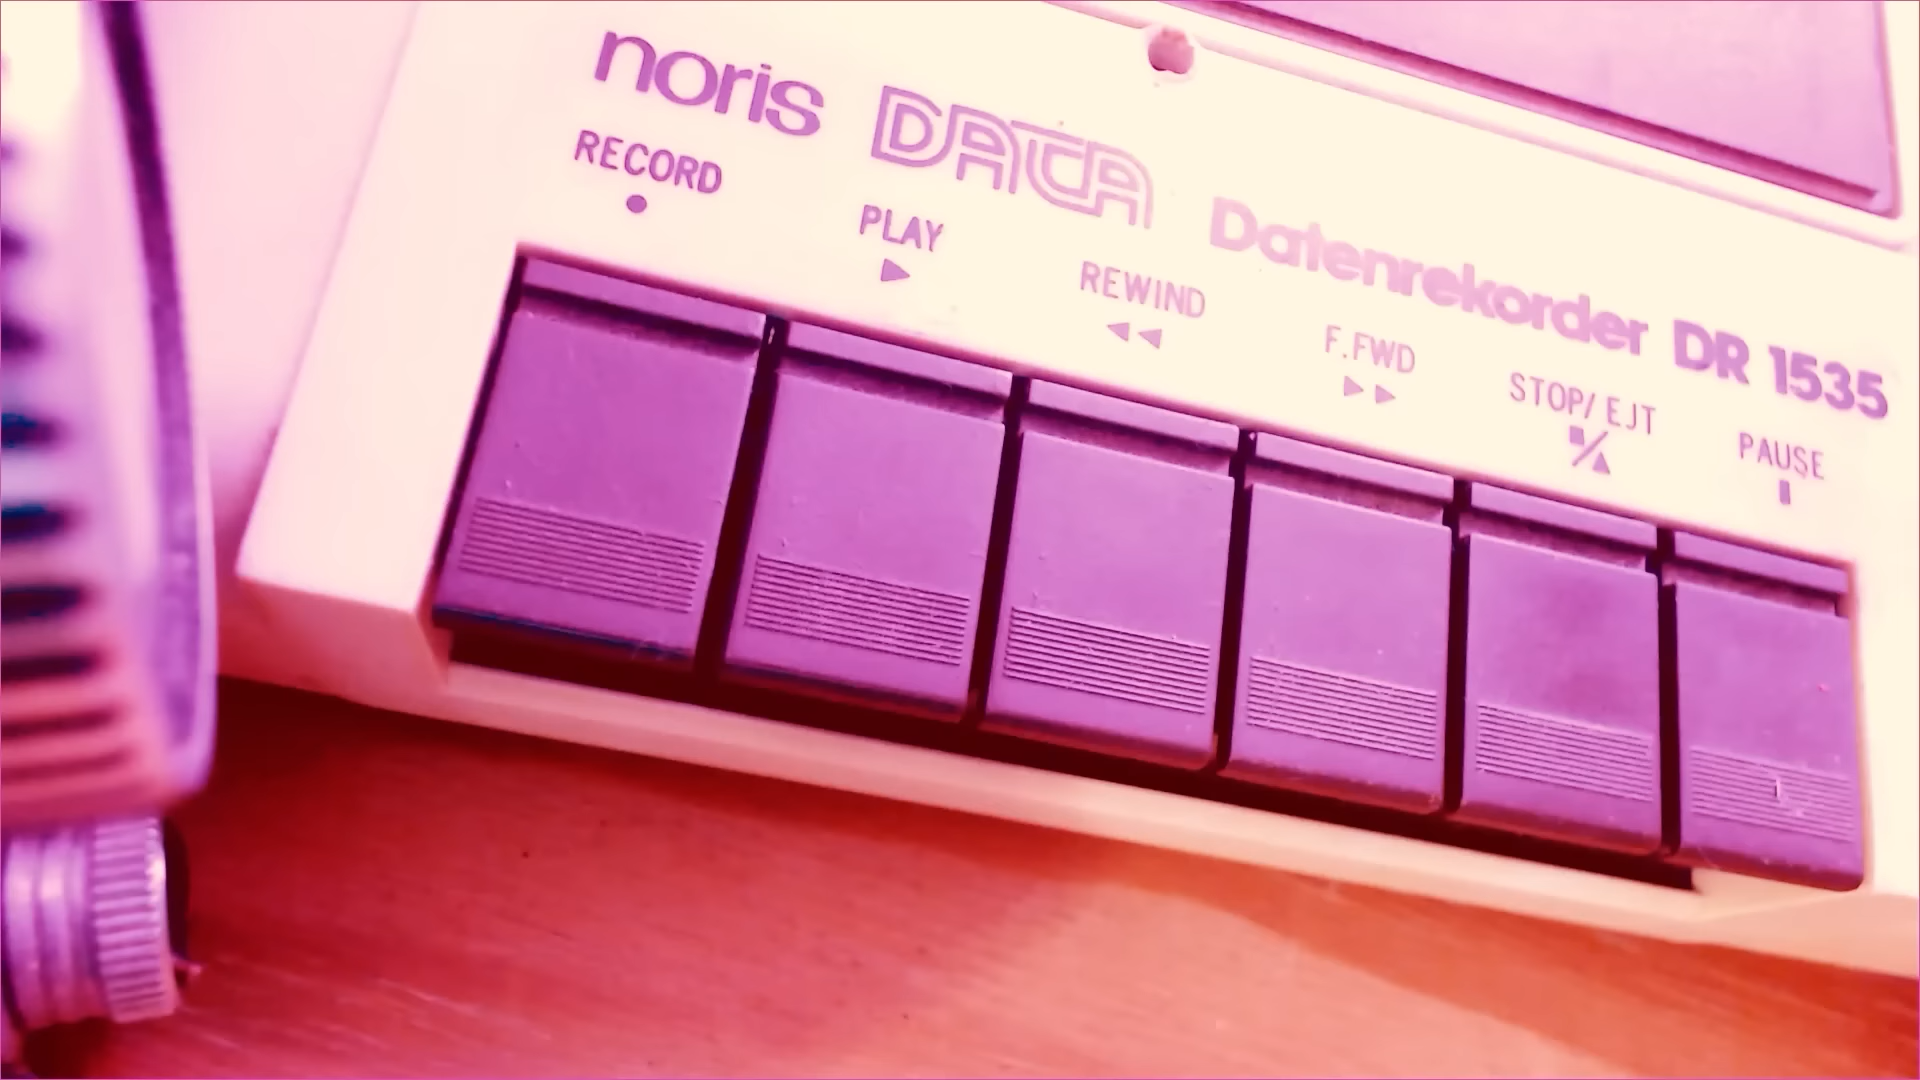 noris DATA Datenrekorder DR 1535
RECORD PLAY REWIND F.FWD STOP/EJT PAUSE